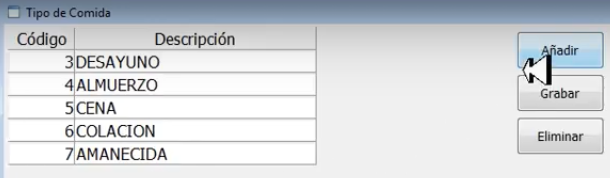 Tipo de Comida
Código Descripción
3 DESAYUNO
4 ALMUERZO
5 CENA
6 COLACION
7 AMANECIDA
Añadir
Grabar
Eliminar